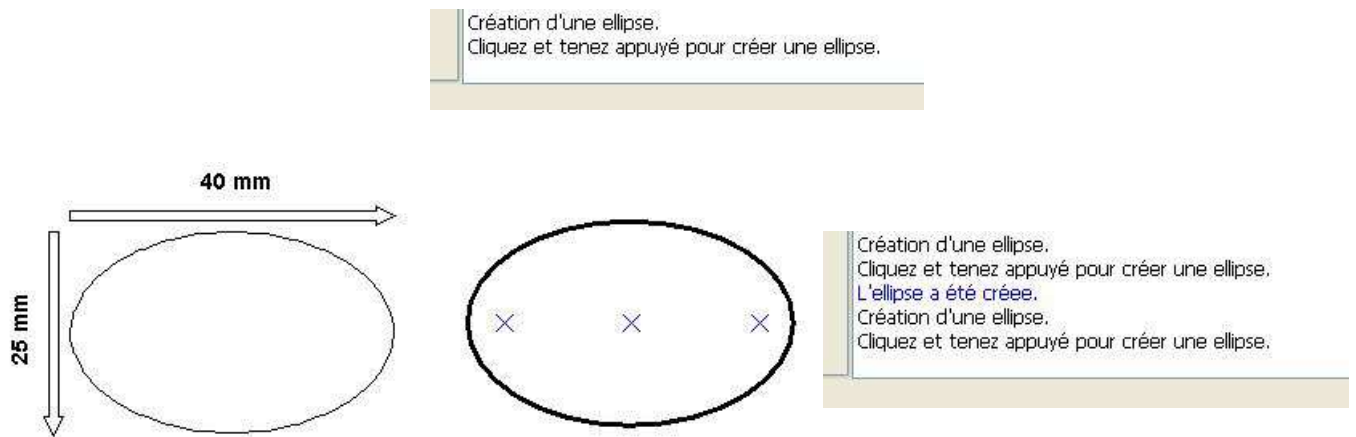 Création d'une ellipse.
Cliquez et tenez appuyé pour créer une ellipse.
40 mm
25 mm
Création d'une ellipse.
Cliquez et tenez appuyé pour créer une ellipse.
L'ellipse a été créee.
Création d'une ellipse.
Cliquez et tenez appuyé pour créer une ellipse.